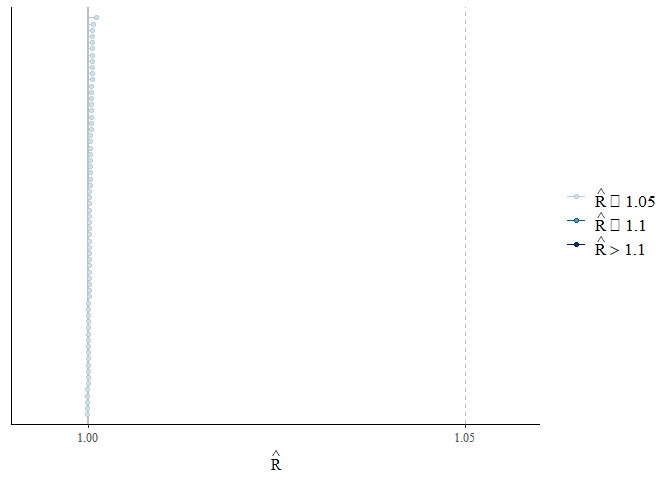 R̂ □ 1.05
R̂ □ 1.1
R̂ > 1.1
1.00 1.05
R̂